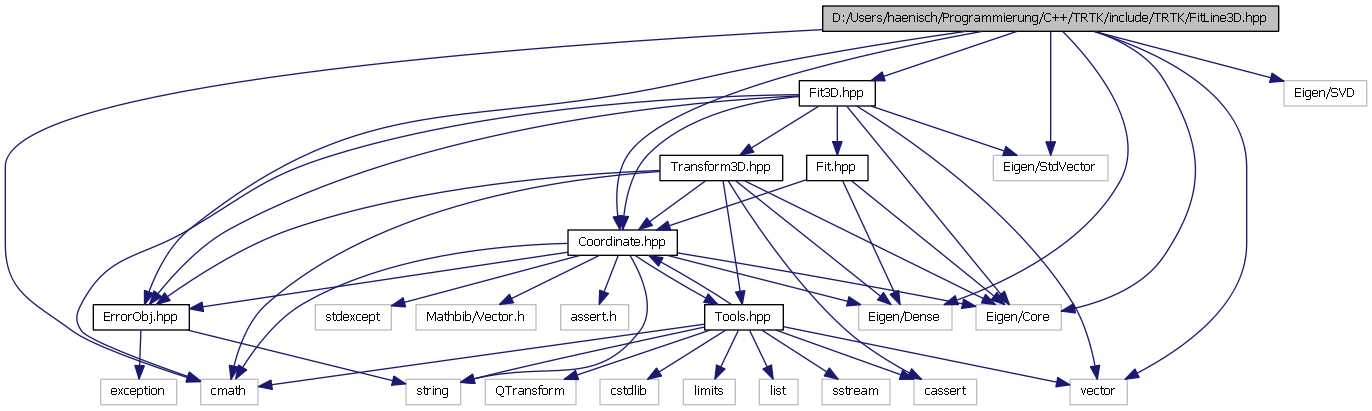 D:/Users/haenisch/Programmierung/C++/TRTK/include/TRTK/FitLine3D.hpp
Fit3D.hpp
Eigen/SVD
Transform3D.hpp
Fit.hpp
Eigen/StdVector
Coordinate.hpp
ErrorObj.hpp
stdexcept
Mathbib/Vector.h
assert.h
Tools.hpp
Eigen/Dense
Eigen/Core
exception
cmath
string
QTransform
cstdlib
limits
list
sstream
cassert
vector